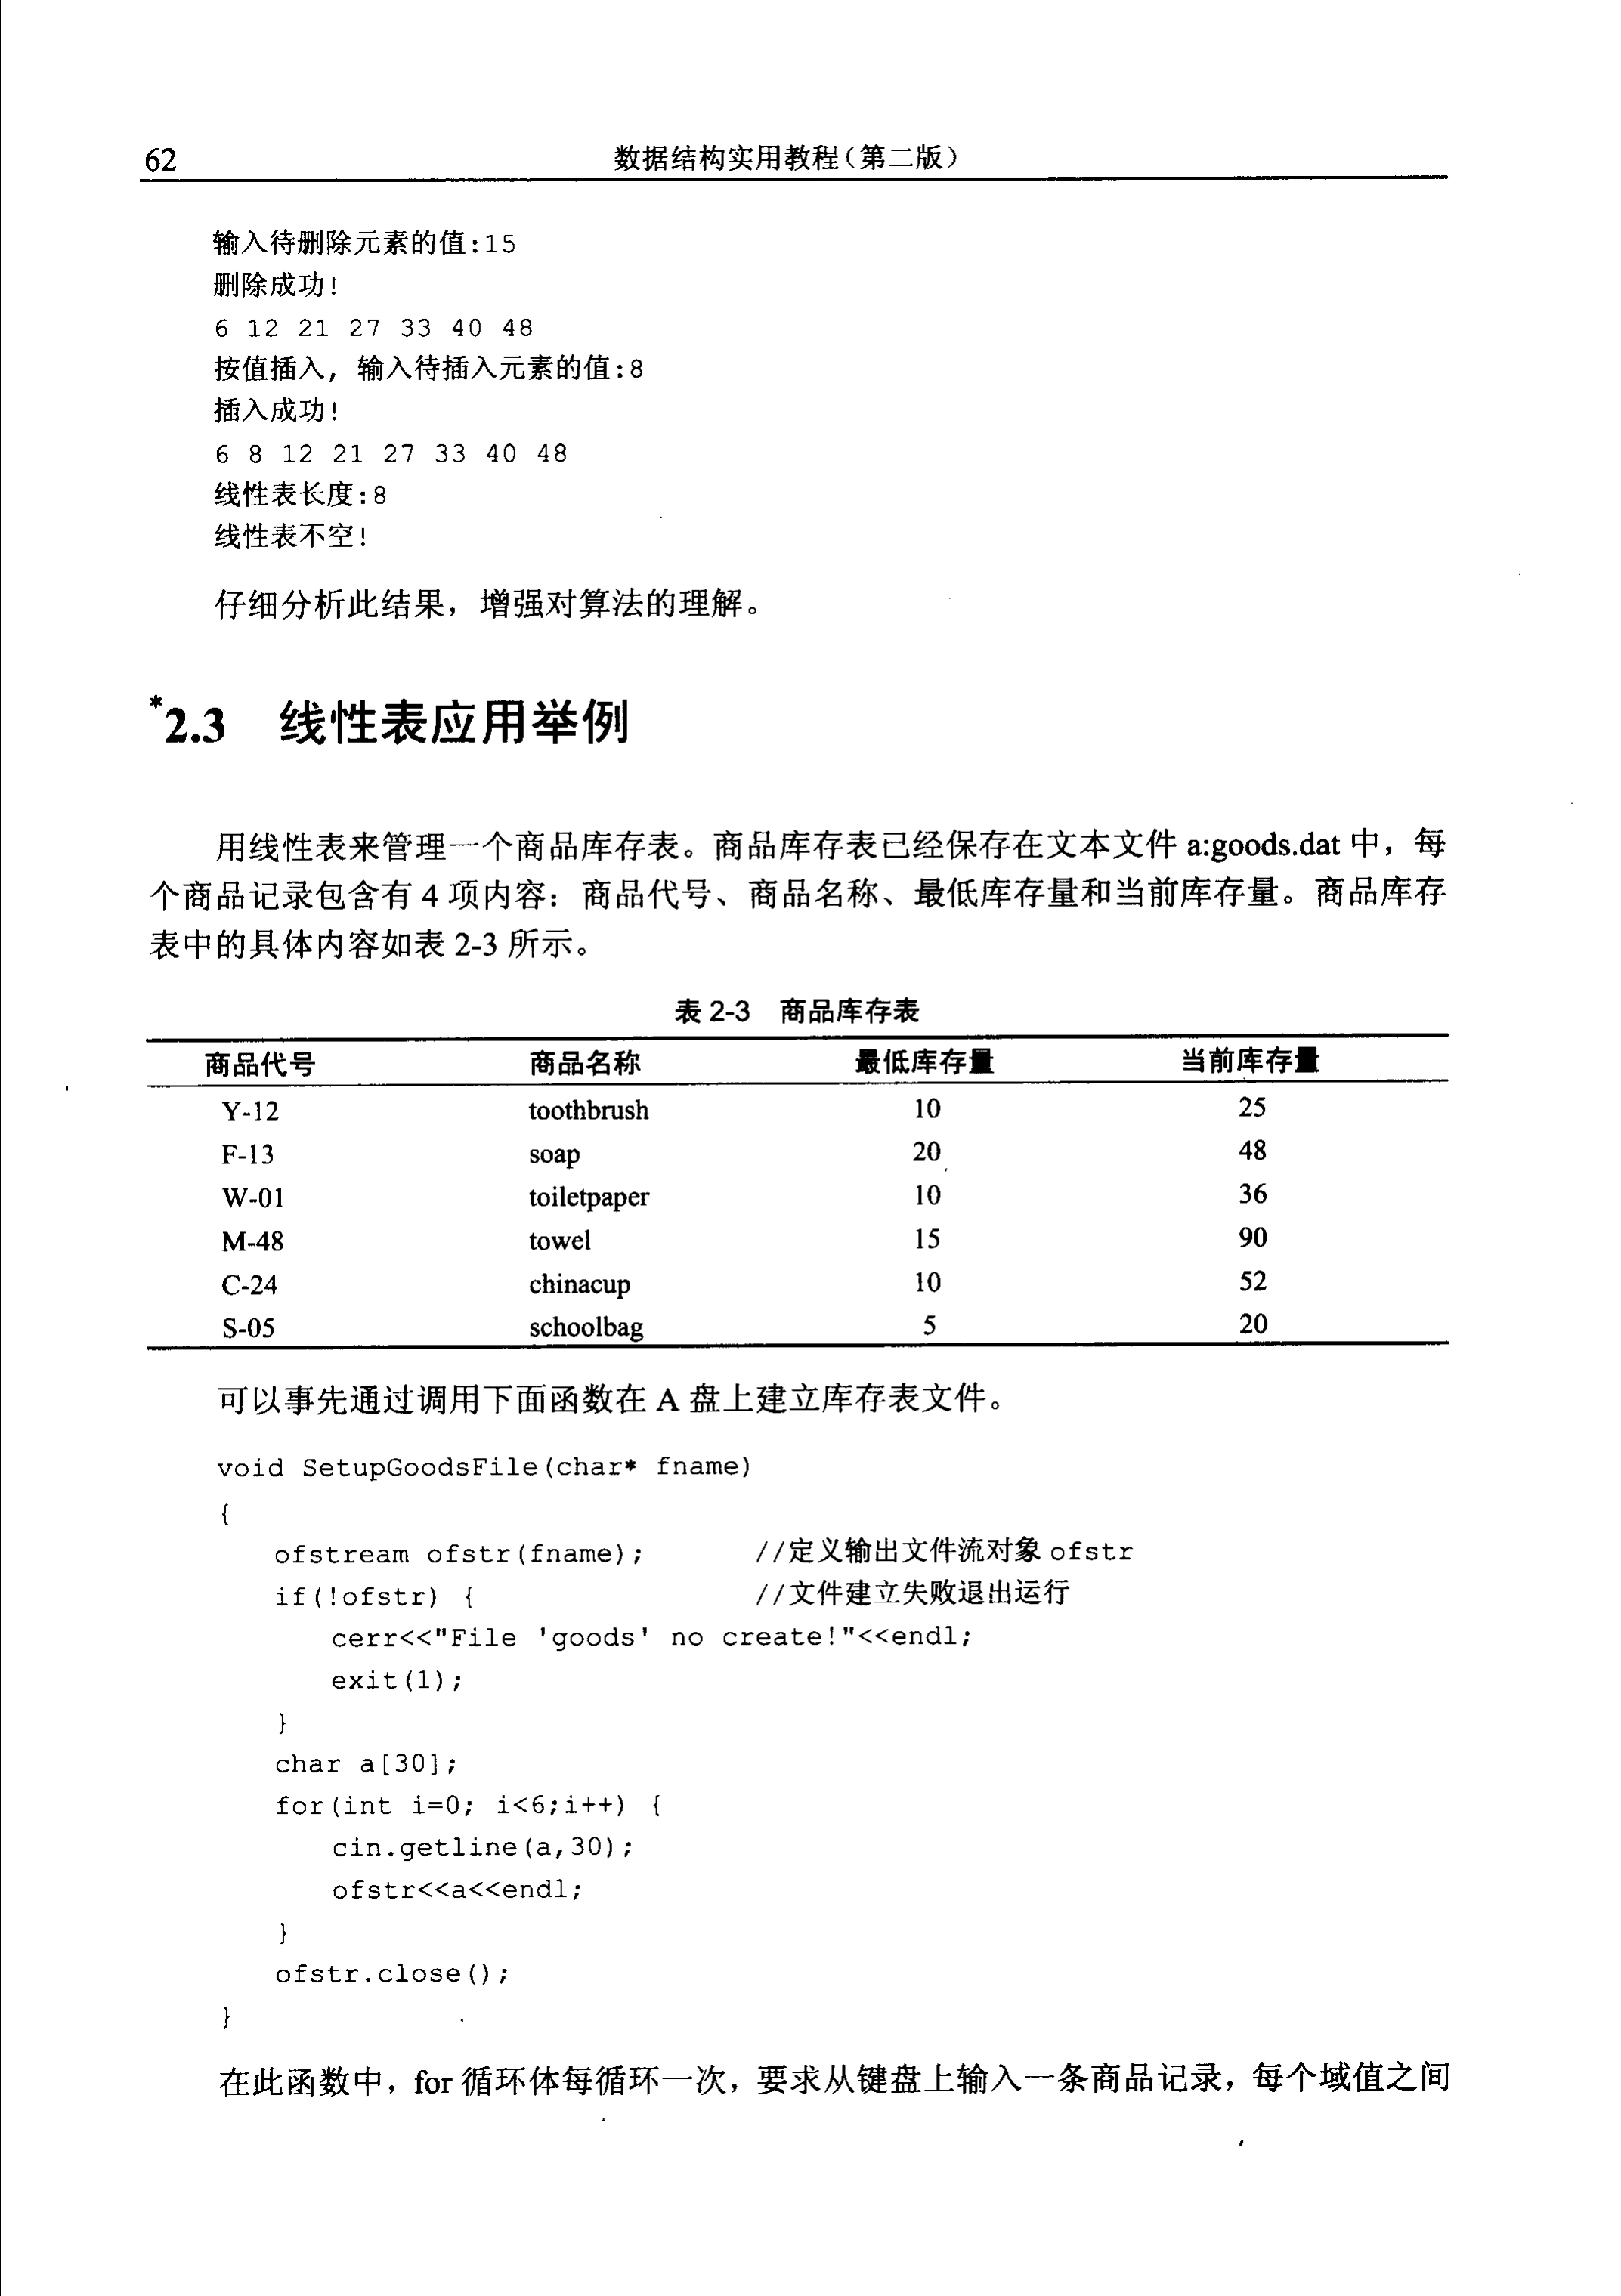 62
数据结构实用教程(第二版)
输入待删除元素的值:15
删除成功!
6 12 21 27 33 40 48
按值插入, 输入待插入元素的值:8
插入成功!
6 8 12 21 27 33 40 48
线性表长度:8
线性表不空!
仔细分析此结果，增强对算法的理解。
*2.3 线性表应用举例
用线性表来管理一个商品库存表。商品库存表已经保存在文本文件 a:goods.dat 中，每
个商品记录包含有 4 项内容：商品代号、商品名称、最低库存量和当前库存量。商品库存
表中的具体内容如表 2-3 所示。
表 2-3 商品库存表
商品代号 商品名称 最低库存量 当前库存量
Y-12 toothbrush 10 25
F-13 soap 20 48
W-01 toiletpaper 10 36
M-48 towel 15 90
C-24 chinacup 10 52
S-05 schoolbag 5 20
可以事先通过调用下面函数在 A 盘上建立库存表文件。
void SetupGoodsFile(char* fname)
{
ofstream ofstr(fname); //定义输出文件流对象 ofstr
if(!ofstr) { //文件建立失败退出运行
cerr<<"File 'goods' no create!"<<endl;
exit(1);
}
char a[30];
for(int i=0; i<6;i++) {
cin.getline(a,30);
ofstr<<a<<endl;
}
ofstr.close();
}
在此函数中，for 循环体每循环一次，要求从键盘上输入一条商品记录，每个域值之间